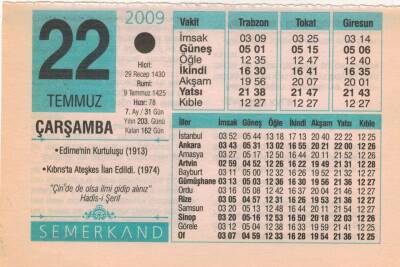 2009
22
TEMMUZ
ÇARŞAMBA
Hicri:
29 Recep 1430
Rumi:
9 Temmuz 1425
Hızır: 78
7. Ay / 31 Gün
Yılın 203. Günü
Kalan 162 Gün
•Edirne'nin Kurtuluşu (1913)
•Kıbrıs'ta Ateşkes İlan Edildi. (1974)
"Çin'de de olsa ilmi gidip alınız"
Hadis-i Şerif
SEMERKAND
Vakit Trabzon Tokat Giresun
İmsak 03 09 03 25 03 14
Güneş 05 01 05 15 05 06
Öğle 12 35 12 47 12 40
İkindi 16 30 16 41 16 35
Akşam 19 56 20 07 20 01
Yatsı 21 38 21 47 21 43
Kıble 12 27 12 27 12 27
İller İmsak Güneş Öğle İkindi Akşam Yatsı Kıble
İstanbul 03 52 05 44 13 18 17 13 20 40 22 22 12 25
Ankara 03 43 05 31 13 02 16 55 20 21 22 00 12 26
Amasya 03 17 05 10 12 44 16 39 20 05 21 48 12 27
Artvin 02 59 04 52 12 26 16 22 19 49 21 31 12 28
Bayburt 03 11 05 00 12 32 16 26 19 52 21 32 12 27
Gümüşhane 03 13 05 03 12 36 16 30 19 56 21 36 12 27
Ordu 03 16 05 08 12 42 16 38 20 04 21 46 12 27
Rize 03 05 04 57 12 31 16 26 19 53 21 35 12 27
Samsun 03 19 05 12 12 47 16 43 20 10 21 53 12 26
Sinop 03 20 05 16 12 53 16 50 20 18 22 03 12 26
Görele 03 12 05 04 12 38 16 33 19 59 21 41 12 27
Of 03 07 04 59 12 33 16 28 19 54 21 36 12 25